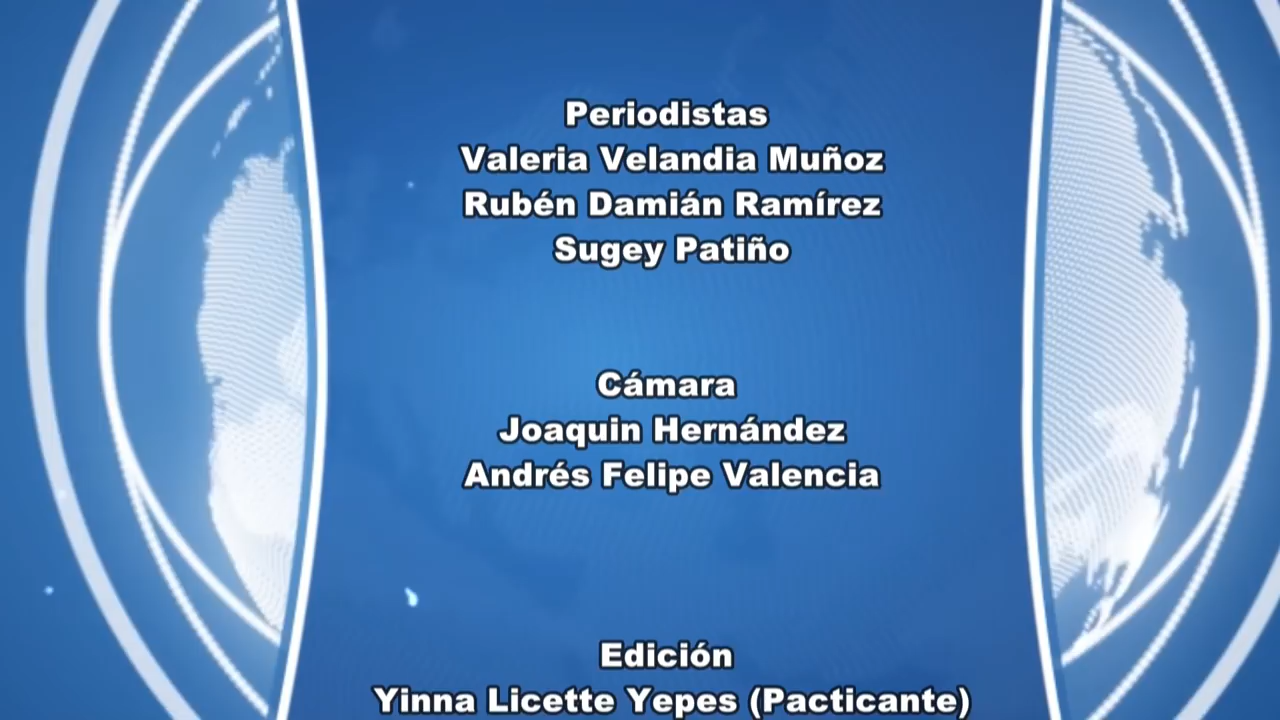 Periodistas
Valeria Velandia Muñoz
Rubén Damián Ramírez
Sugey Patiño
Cámara
Joaquin Hernández
Andrés Felipe Valencia
Edición
Yinna Licette Yepes (Pacticante)